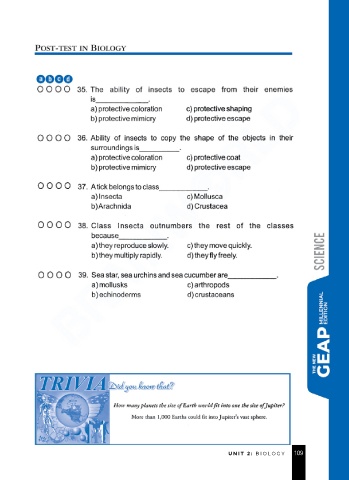 POST-TEST IN BIOLOGY
a b c d
35. The ability of insects to escape from their enemies
is______________.
a) protective coloration c) protective shaping
b) protective mimicry d) protective escape
36. Ability of insects to copy the shape of the objects in their
surroundings is___________.
a) protective coloration c) protective coat
b) protective mimicry d) protective escape
37. A tick belongs to class_____________.
a) Insecta c) Mollusca
b) Arachnida d) Crustacea
38. Class Insecta outnumbers the rest of the classes
because_____________.
a) they reproduce slowly. c) they move quickly.
b) they multiply rapidly. d) they fly freely.
39. Sea star, sea urchins and sea cucumber are_____________.
a) mollusks c) arthropods
b) echinoderms d) crustaceans
SCIENCE
THE NEW
GEAP MILLENNIAL
EDITION
TRIVIA Did you know that?
How many planets the size of Earth would fit into one the size of Jupiter?
More than 1,000 Earths could fit into Jupiter's vast sphere.
UNIT 2: BIOLOGY 109